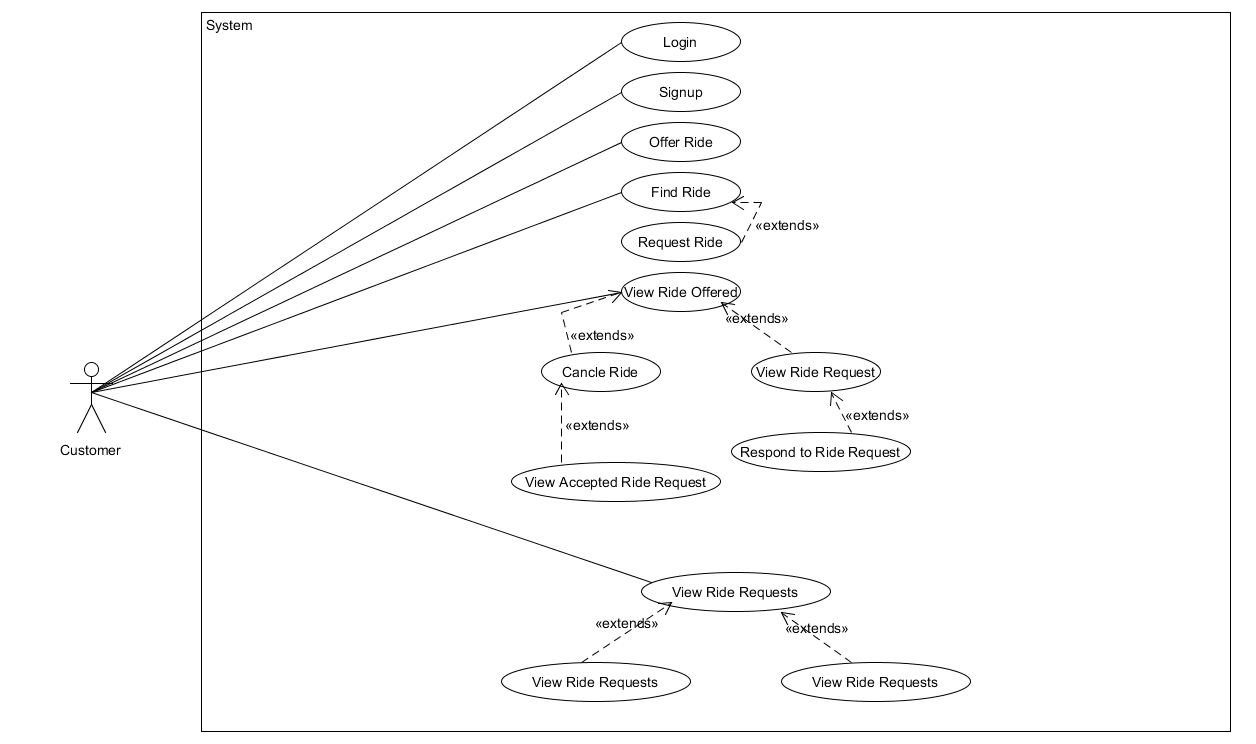 System
Login
Signup
Offer Ride
Find Ride
«extends»
Request Ride
View Ride Offered
«extends»
«extends»
Cancle Ride
View Ride Request
«extends»
«extends»
Respond to Ride Request
Customer
View Accepted Ride Request
View Ride Requests
«extends»
«extends»
View Ride Requests
View Ride Requests